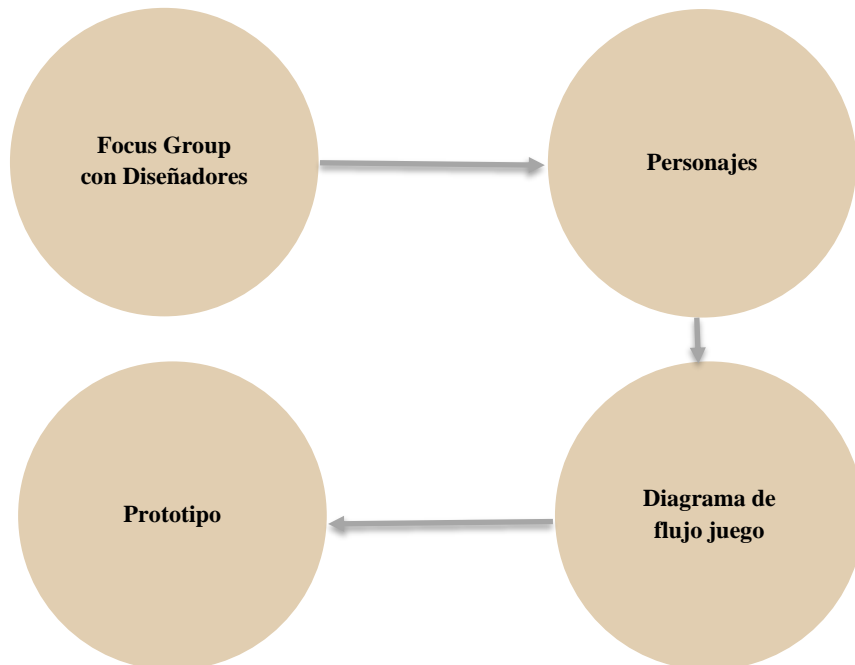 Focus Group
con Diseñadores
Personajes
Diagrama de
flujo juego
Prototipo